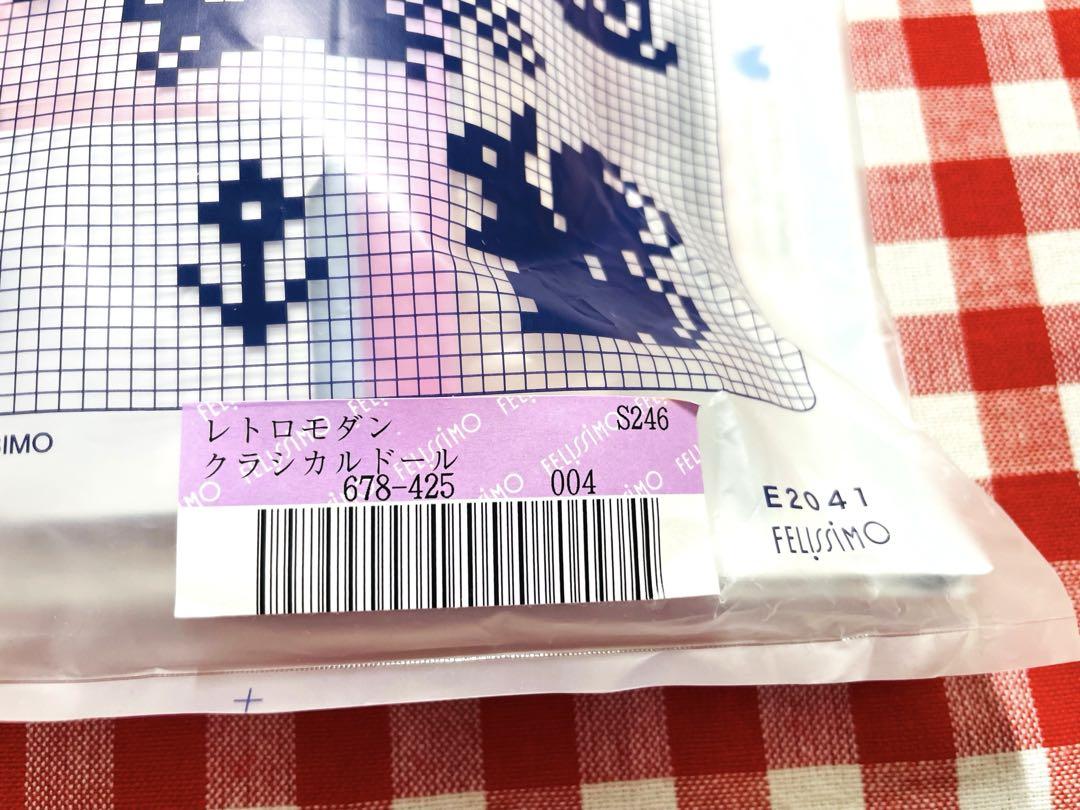 SIMO
レトロモダン S246
クラシカルドール
678-425 004
E2041
FELISSIMO